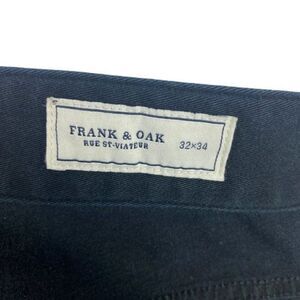 FRANK & OAK
RUE ST-VIATEUR 32×34